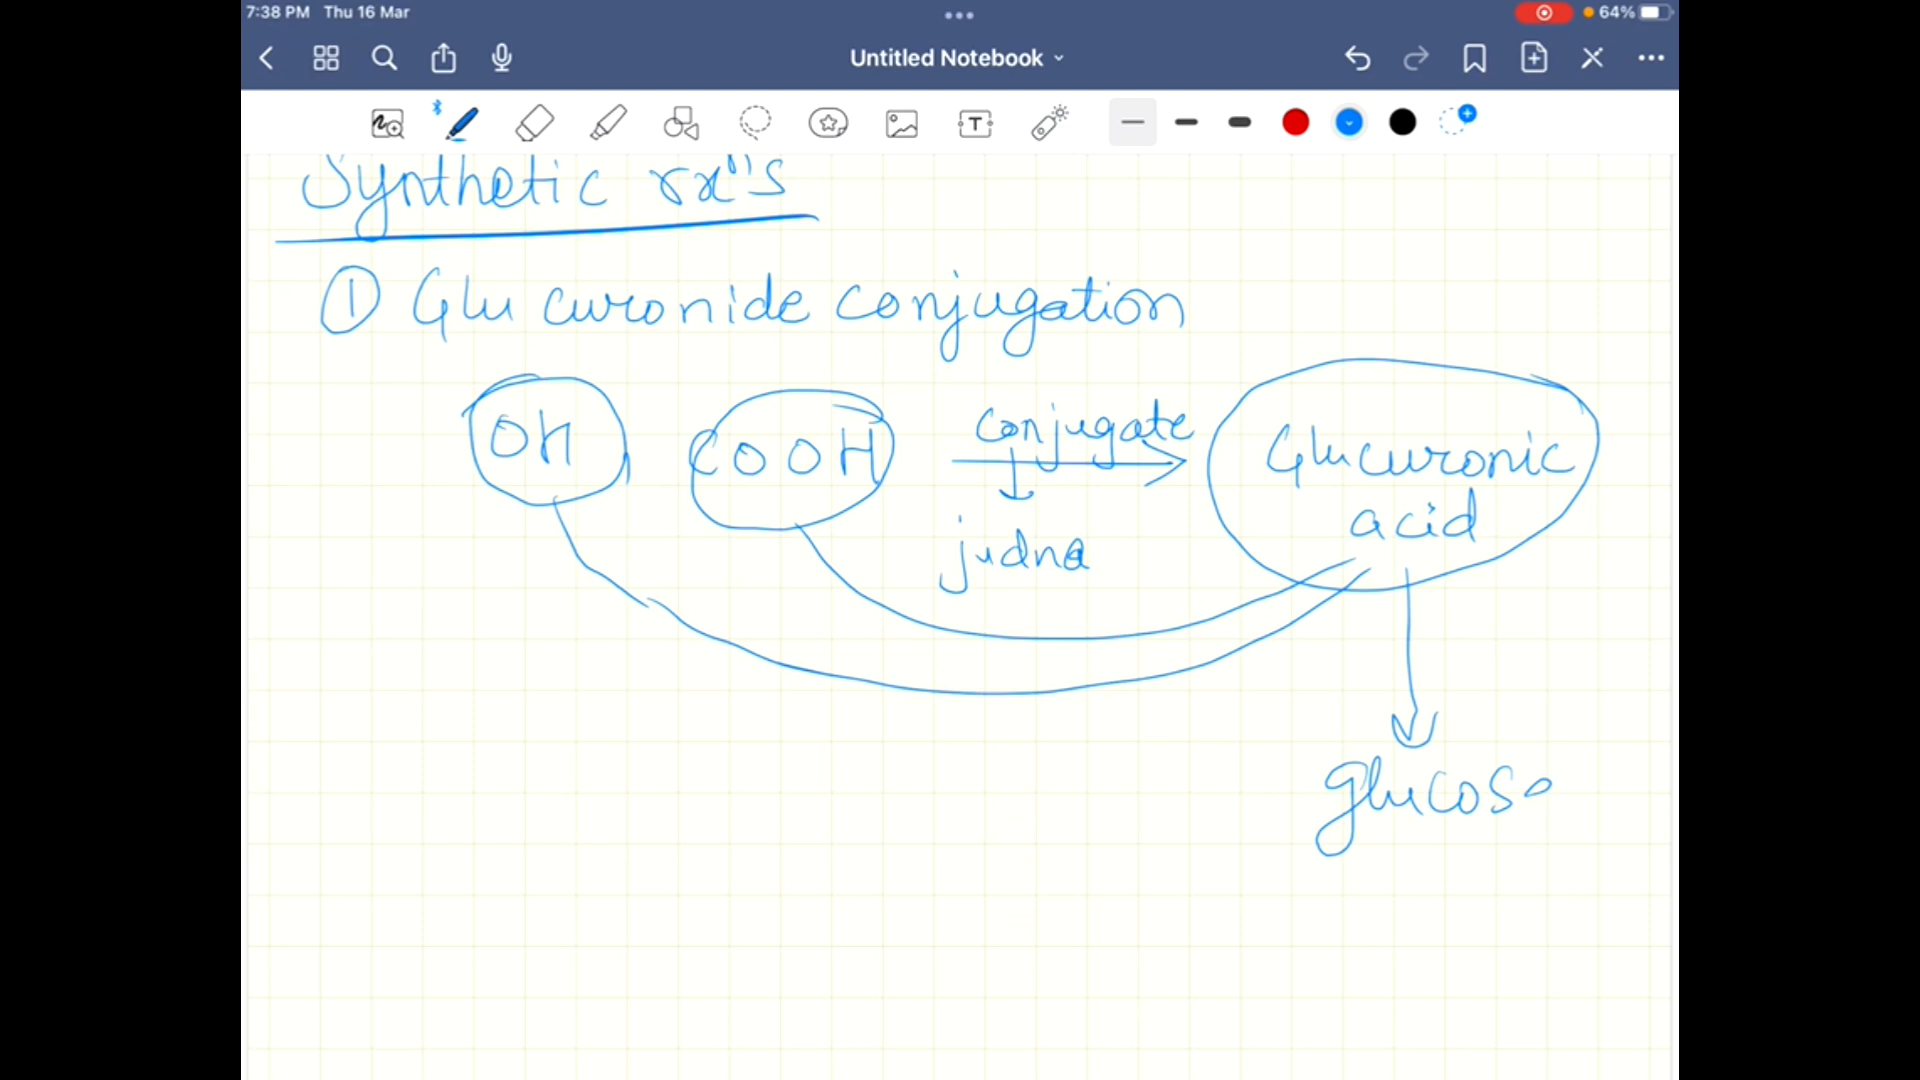 7:38 PM Thu 16 Mar
64%
Untitled Notebook
T
Synthetic rxⁿs
① Glucuronide conjugation
OH COOH conjugate Glucuronic
acid
judna
glucose